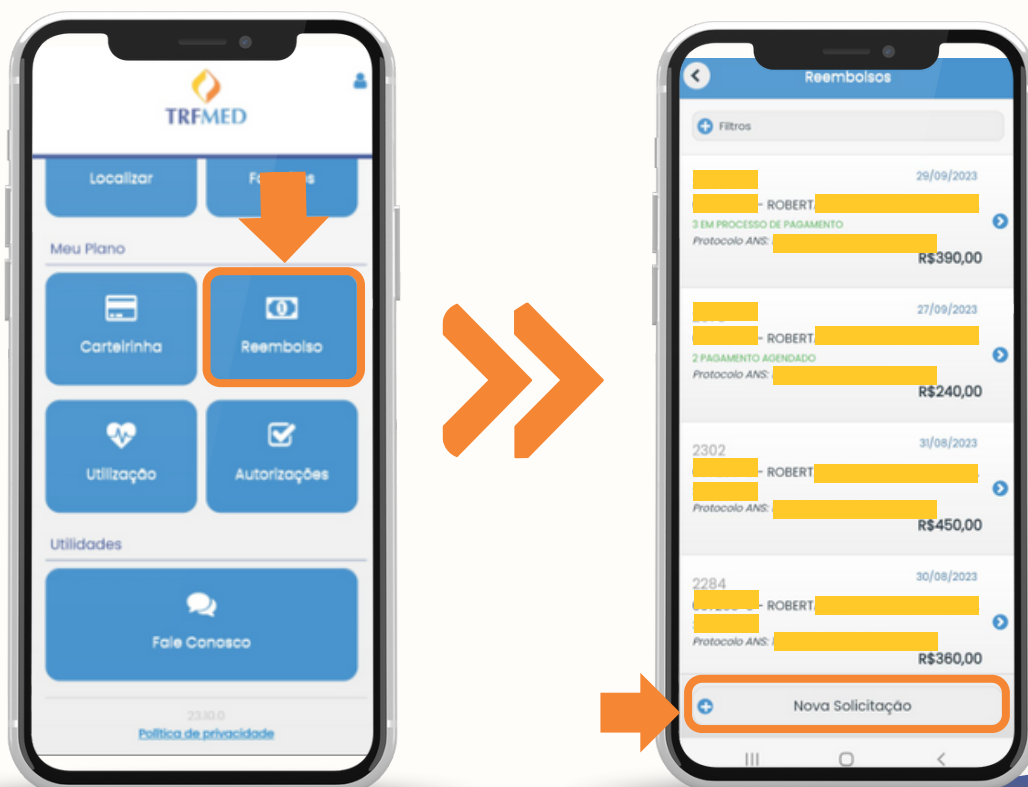 TRFMED
Localizar
Meu Plano
Carteirinha
Reembolso
Utilização
Autorizações
Utilidades
Fale Conosco
23.10.0
Política de privacidade
Reembolsos
Filtros
29/09/2023
- ROBERT
3 EM PROCESSO DE PAGAMENTO
Protocolo ANS:
R$390,00
27/09/2023
- ROBERT
2 PAGAMENTO AGENDADO
Protocolo ANS:
R$240,00
2302
31/08/2023
- ROBERT
Protocolo ANS:
R$450,00
2284
30/08/2023
- ROBERT
Protocolo ANS:
R$360,00
Nova Solicitação